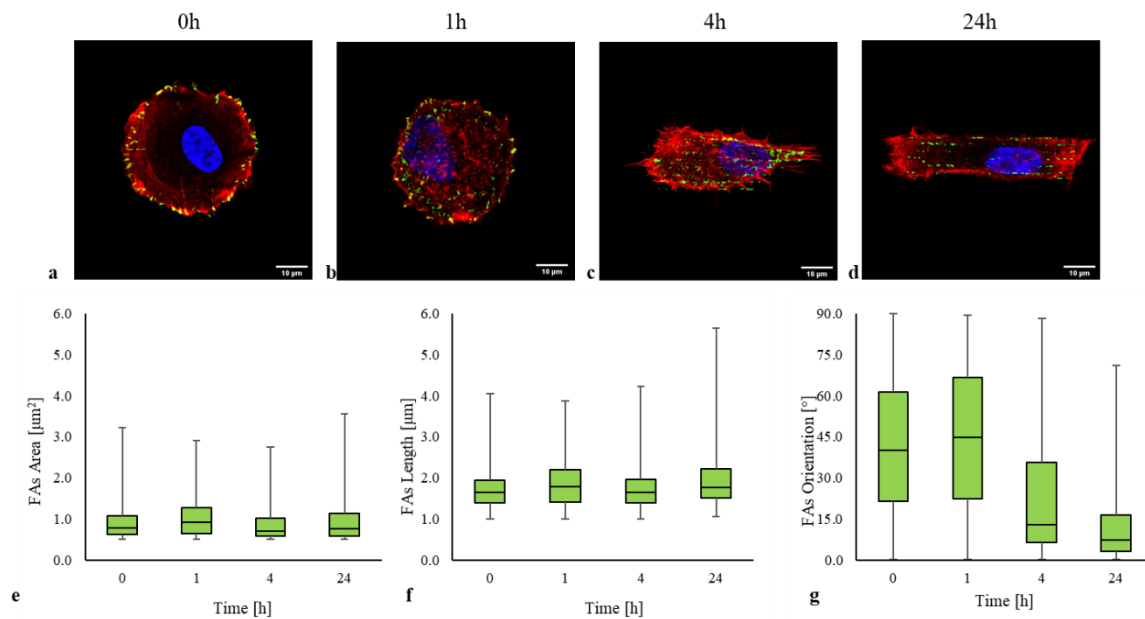 0h 1h 4h 24h
10 µm 10 µm 10 µm 10 µm
a b c d
6.0 5.0 4.0 3.0 2.0 1.0 0.0
FAs Area [µm²]
0 1 4 24
Time [h]
e
6.0 5.0 4.0 3.0 2.0 1.0 0.0
FAs Length [µm]
0 1 4 24
Time [h]
f
90.0 75.0 60.0 45.0 30.0 15.0 0.0
FAs Orientation [°]
0 1 4 24
Time [h]
g